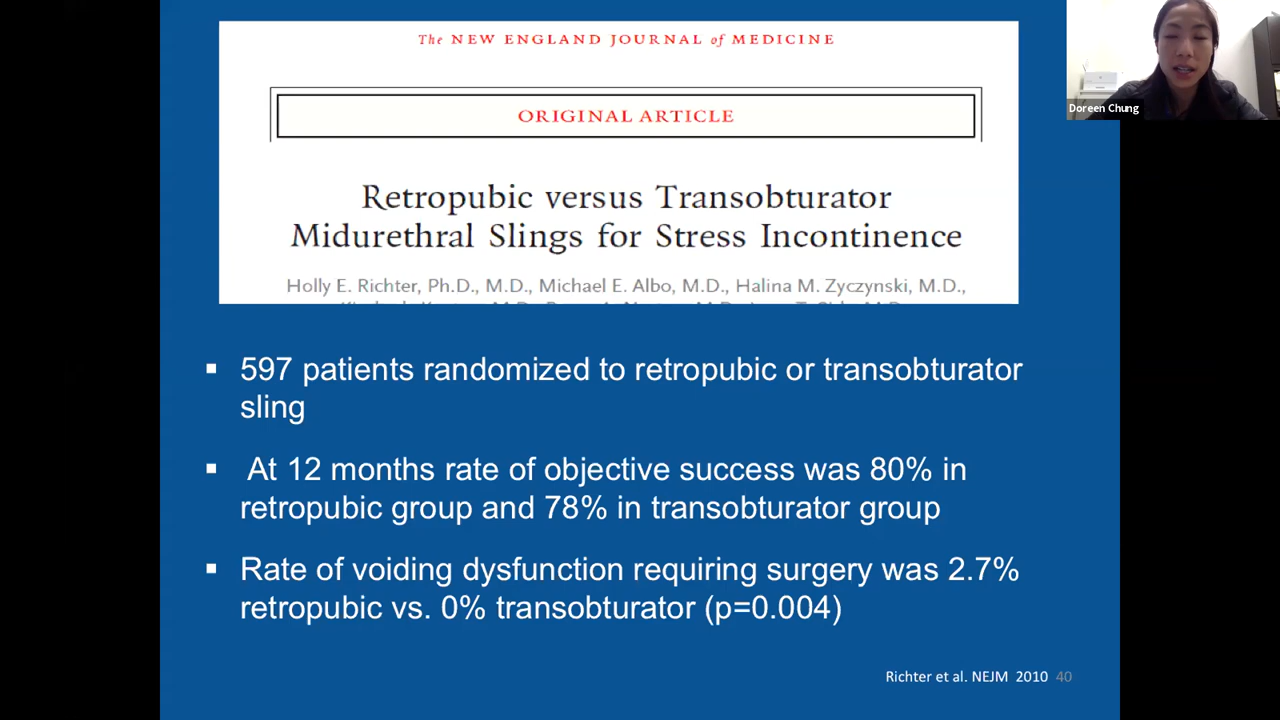 The NEW ENGLAND JOURNAL of MEDICINE
ORIGINAL ARTICLE
Retropubic versus Transobturator
Midurethral Slings for Stress Incontinence
Holly E. Richter, Ph.D., M.D., Michael E. Albo, M.D., Halina M. Zyczynski, M.D.,
Doreen Chung
▪ 597 patients randomized to retropubic or transobturator
sling
▪ At 12 months rate of objective success was 80% in
retropubic group and 78% in transobturator group
▪ Rate of voiding dysfunction requiring surgery was 2.7%
retropubic vs. 0% transobturator (p=0.004)
Richter et al. NEJM 2010 40